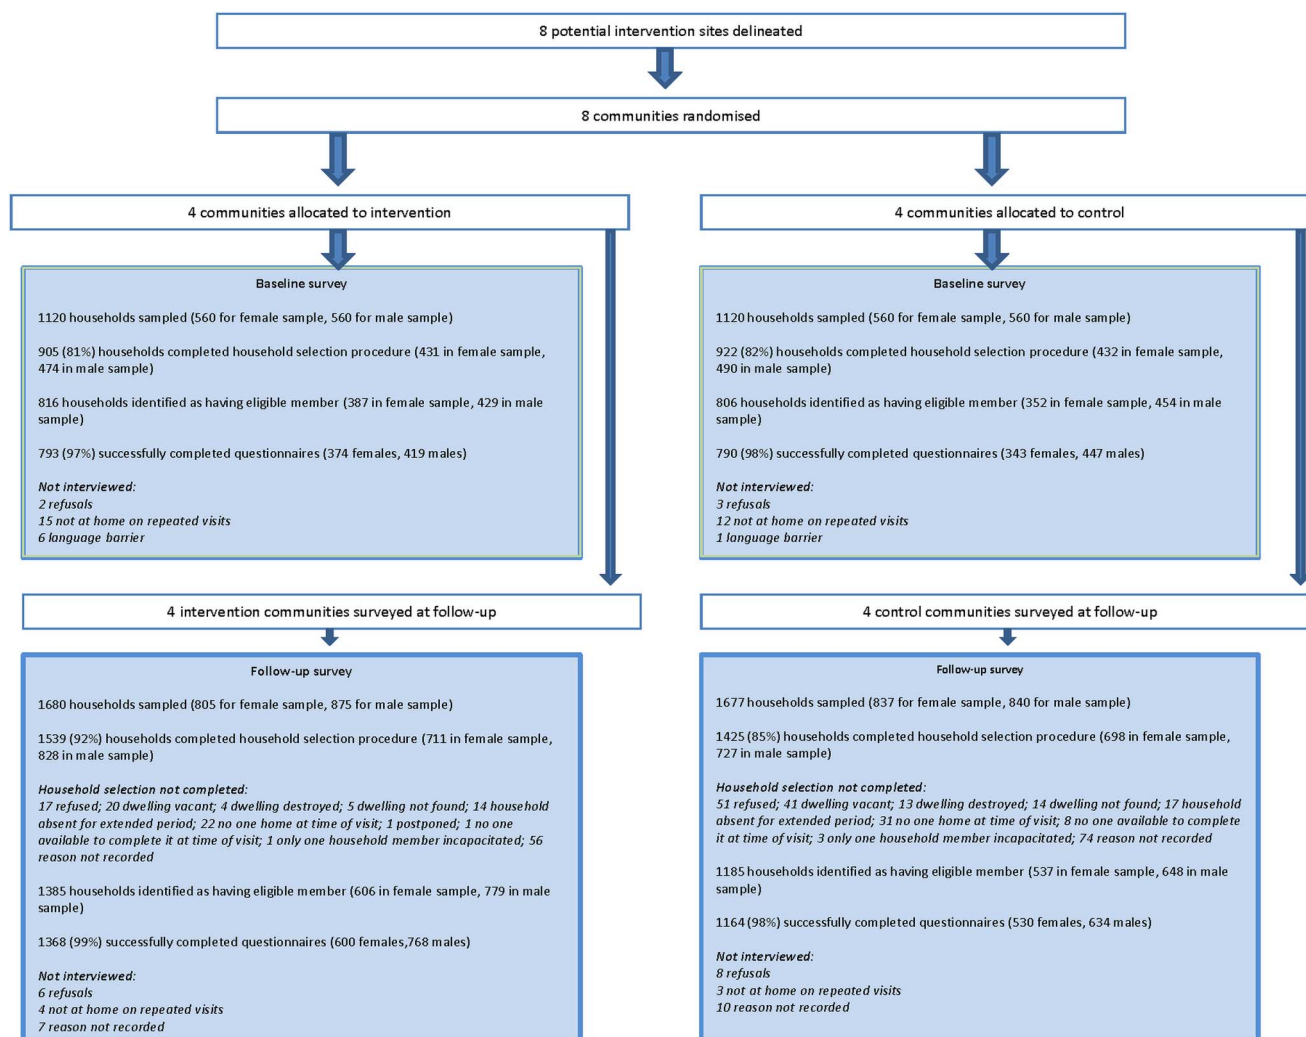 8 potential intervention sites delineated
8 communities randomised
4 communities allocated to intervention
4 communities allocated to control
Baseline survey
1120 households sampled (560 for female sample, 560 for male sample)
905 (81%) households completed household selection procedure (431 in female sample,
474 in male sample)
816 households identified as having eligible member (387 in female sample, 429 in male
sample)
793 (97%) successfully completed questionnaires (374 females, 419 males)
Not interviewed:
2 refusals
15 not at home on repeated visits
6 language barrier
Baseline survey
1120 households sampled (560 for female sample, 560 for male sample)
922 (82%) households completed household selection procedure (432 in female sample,
490 in male sample)
806 households identified as having eligible member (352 in female sample, 454 in male
sample)
790 (98%) successfully completed questionnaires (343 females, 447 males)
Not interviewed:
3 refusals
12 not at home on repeated visits
1 language barrier
4 intervention communities surveyed at follow-up
4 control communities surveyed at follow-up
Follow-up survey
1680 households sampled (805 for female sample, 875 for male sample)
1539 (92%) households completed household selection procedure (711 in female sample,
828 in male sample)
Household selection not completed:
17 refused; 20 dwelling vacant; 4 dwelling destroyed; 5 dwelling not found; 14 household
absent for extended period; 22 no one home at time of visit; 1 postponed; 1 no one
available to complete it at time of visit; 1 only one household member incapacitated; 56
reason not recorded
1385 households identified as having eligible member (606 in female sample, 779 in male
sample)
1368 (99%) successfully completed questionnaires (600 females,768 males)
Not interviewed:
6 refusals
4 not at home on repeated visits
7 reason not recorded
Follow-up survey
1677 households sampled (837 for female sample, 840 for male sample)
1425 (85%) households completed household selection procedure (698 in female sample,
727 in male sample)
Household selection not completed:
51 refused; 41 dwelling vacant; 13 dwelling destroyed; 14 dwelling not found; 17 household
absent for extended period; 31 no one home at time of visit; 8 no one available to complete
it at time of visit; 3 only one household member incapacitated; 74 reason not recorded
1185 households identified as having eligible member (537 in female sample, 648 in male
sample)
1164 (98%) successfully completed questionnaires (530 females, 634 males)
Not interviewed:
8 refusals
3 not at home on repeated visits
10 reason not recorded